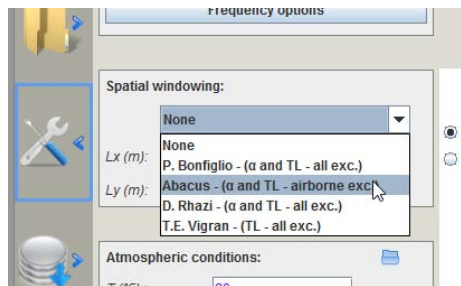 Frequency options
Spatial windowing:
None
None
Lx (m):
P. Bonfiglio - (α and TL - all exc.)
Abacus - (α and TL - airborne exc.)
Ly (m):
D. Rhazi - (α and TL - all exc.)
T.E. Vigran - (TL - all exc.)
Atmospheric conditions:
20